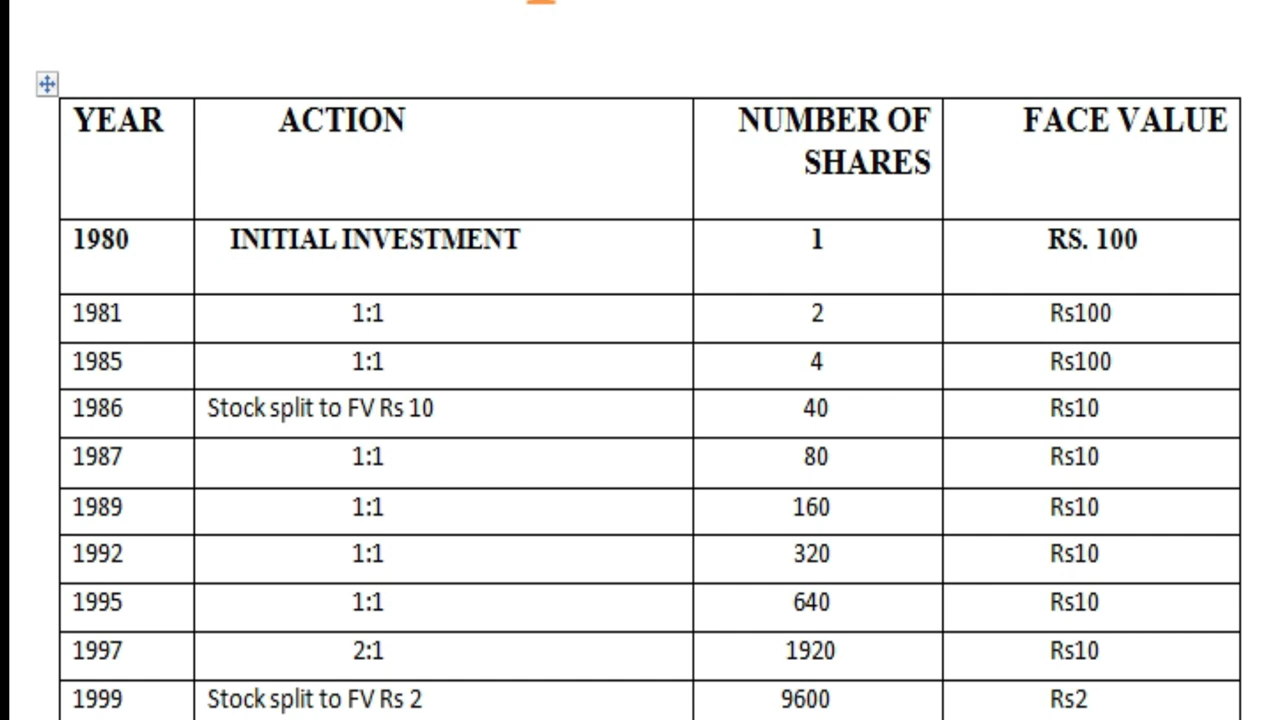 YEAR ACTION NUMBER OF FACE VALUE
SHARES
1980 INITIAL INVESTMENT 1 RS. 100
1981 1:1 2 Rs100
1985 1:1 4 Rs100
1986 Stock split to FV Rs 10 40 Rs10
1987 1:1 80 Rs10
1989 1:1 160 Rs10
1992 1:1 320 Rs10
1995 1:1 640 Rs10
1997 2:1 1920 Rs10
1999 Stock split to FV Rs 2 9600 Rs2